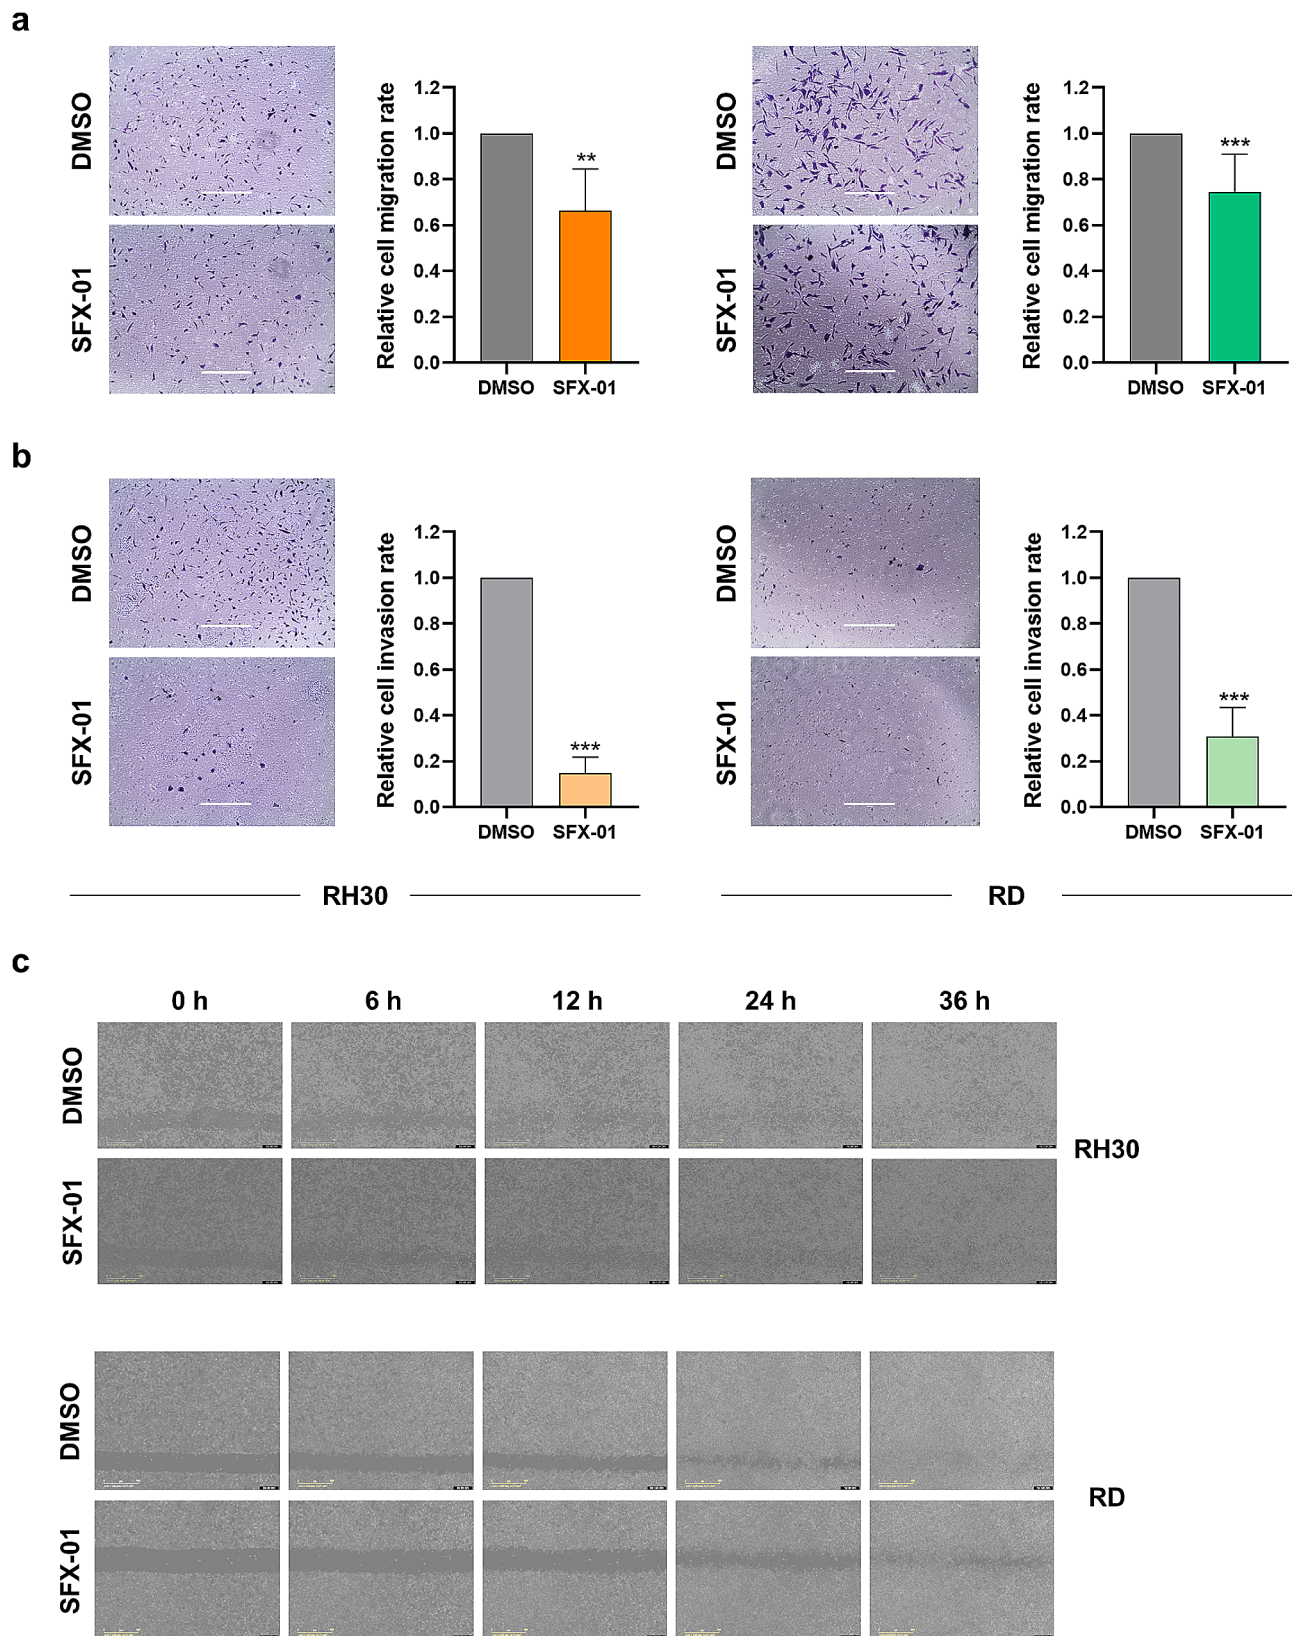 a
DMSO
SFX-01
Relative cell migration rate
1.2
1.0
0.8
0.6
0.4
0.2
0.0
**
DMSO SFX-01
DMSO
SFX-01
Relative cell migration rate
1.2
1.0
0.8
0.6
0.4
0.2
0.0
***
DMSO SFX-01
b
DMSO
SFX-01
Relative cell invasion rate
1.2
1.0
0.8
0.6
0.4
0.2
0.0
***
DMSO SFX-01
DMSO
SFX-01
Relative cell invasion rate
1.2
1.0
0.8
0.6
0.4
0.2
0.0
***
DMSO SFX-01
RH30 RD
c
0 h 6 h 12 h 24 h 36 h
DMSO
SFX-01
RH30
DMSO
SFX-01
RD